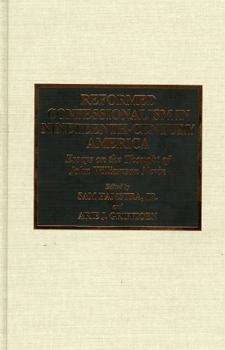 REFORMED
CONFESSIONALISM IN
NINETEENTH-CENTURY
AMERICA
Essays on the Thought of
John Williamson Nevin
Edited by
SAM HAMSTRA, JR.
and
ARIE J. GRIFFIOEN